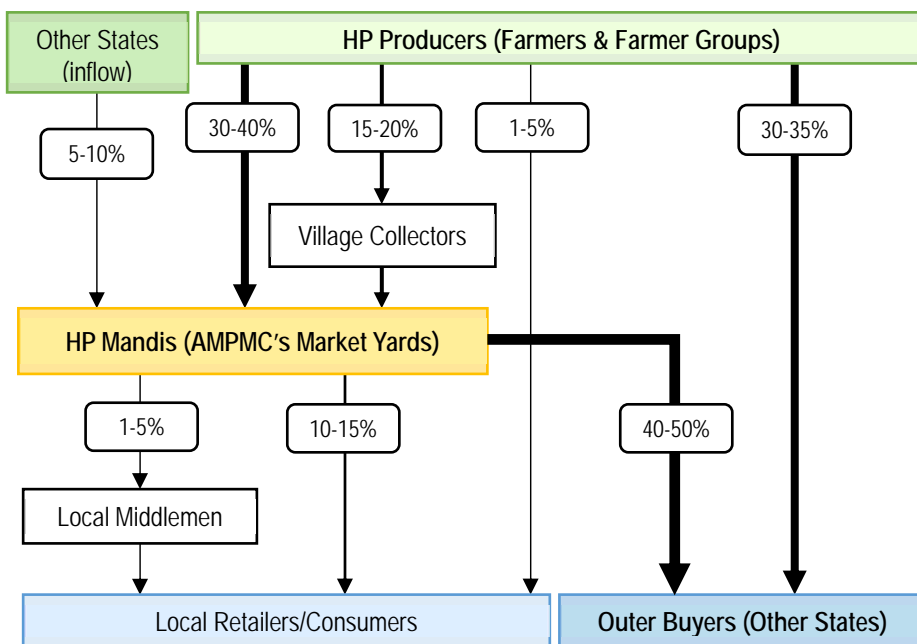 Other States
(inflow)
HP Producers (Farmers & Farmer Groups)
5-10%
30-40%
15-20%
1-5%
30-35%
Village Collectors
HP Mandis (AMPMC's Market Yards)
1-5%
10-15%
40-50%
Local Middlemen
Local Retailers/Consumers
Outer Buyers (Other States)